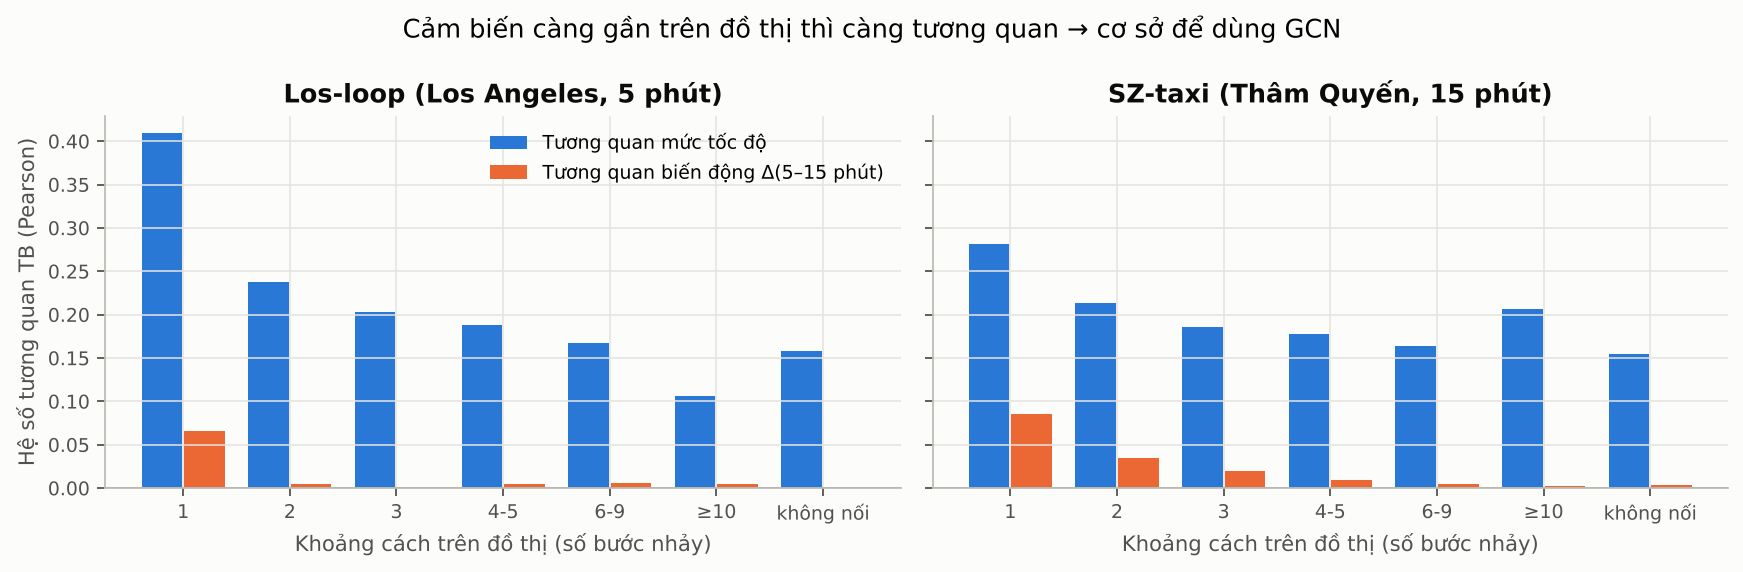 Cảm biến càng gần trên đồ thị thì càng tương quan → cơ sở để dùng GCN
Los-loop (Los Angeles, 5 phút)
Hệ số tương quan TB (Pearson)
0.40
0.35
0.30
0.25
0.20
0.15
0.10
0.05
0.00
Tương quan mức tốc độ
Tương quan biến động Δ(5–15 phút)
1 2 3 4-5 6-9 ≥10 không nối
Khoảng cách trên đồ thị (số bước nhảy)
SZ-taxi (Thâm Quyến, 15 phút)
1 2 3 4-5 6-9 ≥10 không nối
Khoảng cách trên đồ thị (số bước nhảy)